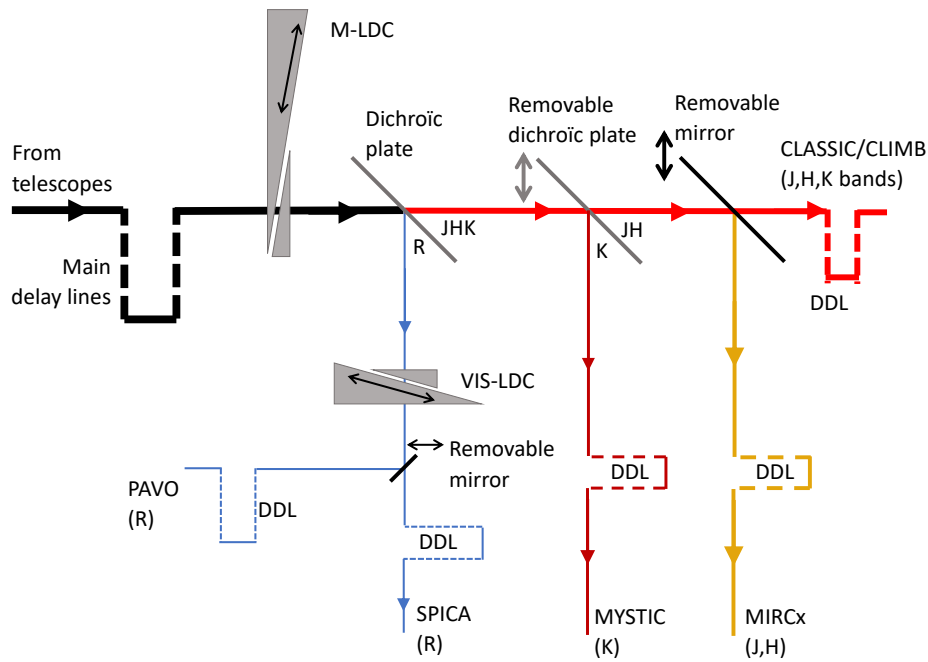 M-LDC
From
telescopes
Main
delay lines
Dichroïc
plate
Removable
dichroïc plate
Removable
mirror
CLASSIC/CLIMB
(J,H,K bands)
JHK
R
JH
K
DDL
VIS-LDC
Removable
mirror
PAVO
(R)
DDL
DDL
SPICA
(R)
DDL
MYSTIC
(K)
DDL
MIRCx
(J,H)